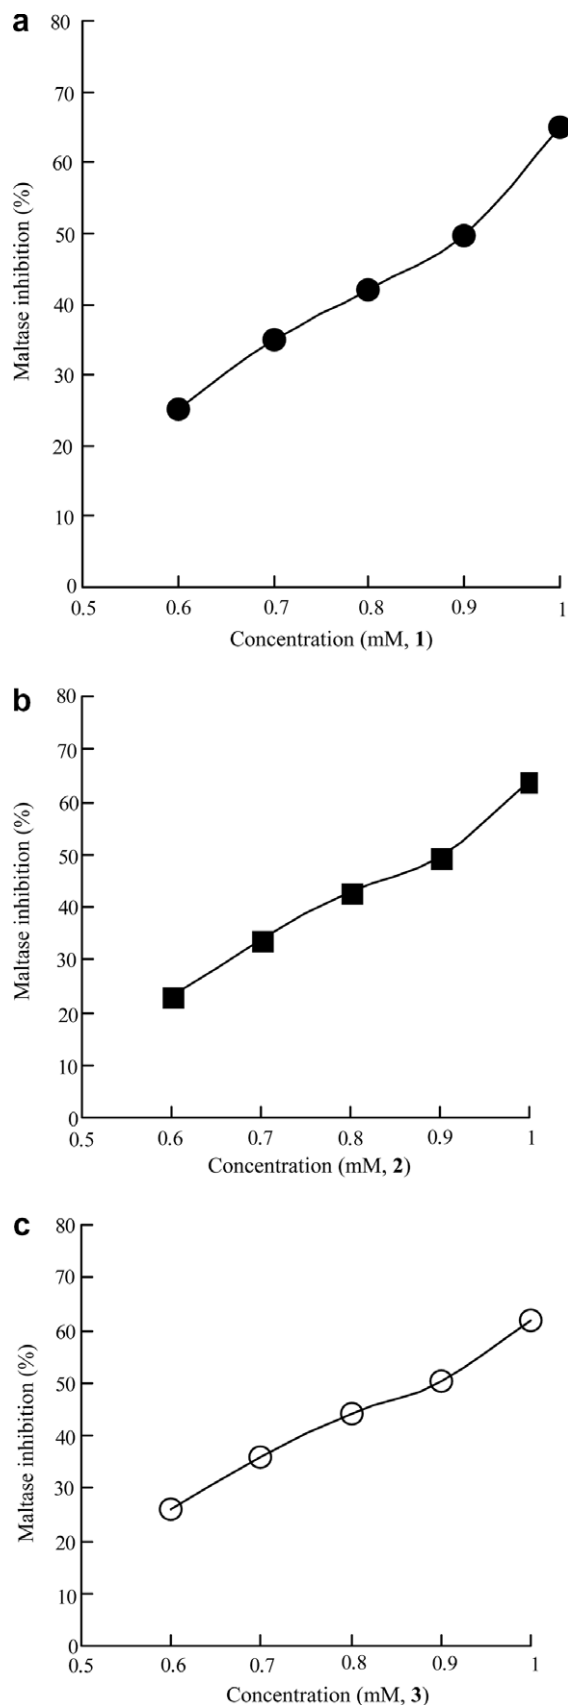 a
80
70
60
50
40
30
20
10
0
Maltase inhibition (%)
0.5 0.6 0.7 0.8 0.9 1
Concentration (mM, 1)
b
80
70
60
50
40
30
20
10
0
Maltase inhibition (%)
0.5 0.6 0.7 0.8 0.9 1
Concentration (mM, 2)
c
80
70
60
50
40
30
20
10
0
Maltase inhibition (%)
0.5 0.6 0.7 0.8 0.9 1
Concentration (mM, 3)